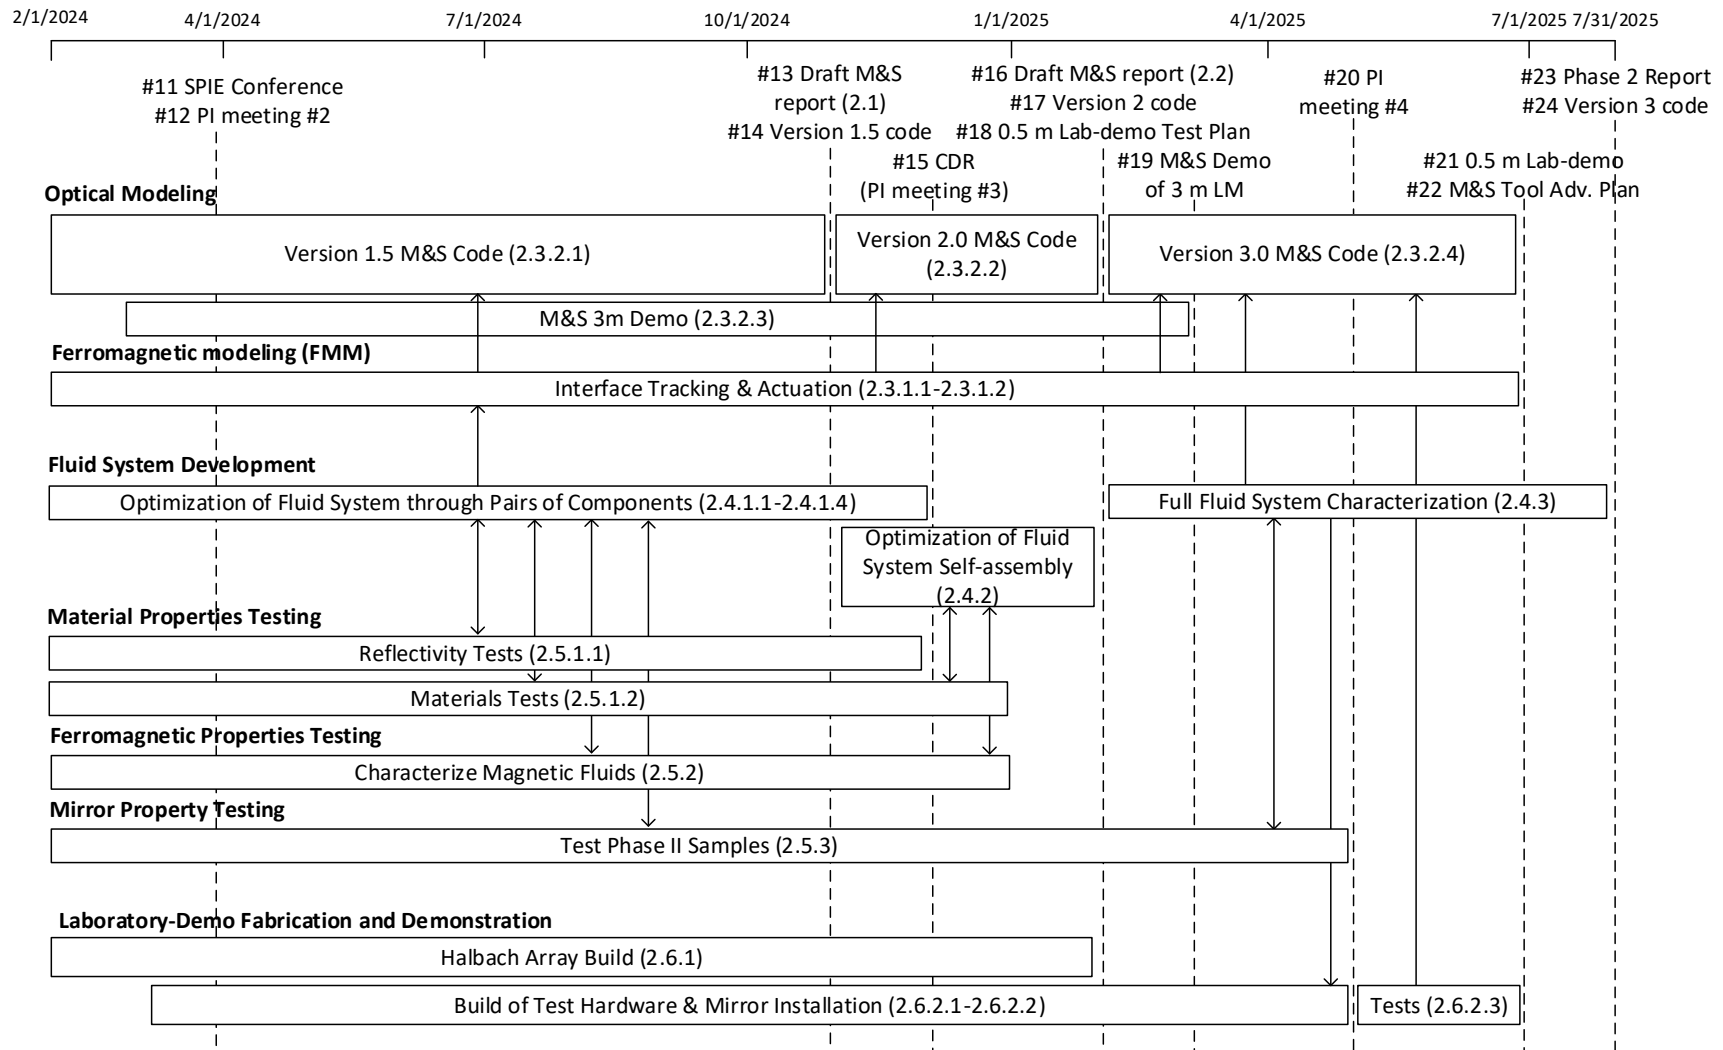 2/1/2024 4/1/2024 7/1/2024 10/1/2024 1/1/2025 4/1/2025 7/1/2025 7/31/2025
#11 SPIE Conference
#12 PI meeting #2
#13 Draft M&S
report (2.1)
#14 Version 1.5 code
#15 CDR
(PI meeting #3)
#16 Draft M&S report (2.2)
#17 Version 2 code
#18 0.5 m Lab-demo Test Plan
#19 M&S Demo
of 3 m LM
#20 PI
meeting #4
#21 0.5 m Lab-demo
#22 M&S Tool Adv. Plan
#23 Phase 2 Report
#24 Version 3 code
Optical Modeling
Version 1.5 M&S Code (2.3.2.1)
Version 2.0 M&S Code
(2.3.2.2)
Version 3.0 M&S Code (2.3.2.4)
M&S 3m Demo (2.3.2.3)
Ferromagnetic modeling (FMM)
Interface Tracking & Actuation (2.3.1.1-2.3.1.2)
Fluid System Development
Optimization of Fluid System through Pairs of Components (2.4.1.1-2.4.1.4)
Full Fluid System Characterization (2.4.3)
Optimization of Fluid
System Self-assembly
(2.4.2)
Material Properties Testing
Reflectivity Tests (2.5.1.1)
Materials Tests (2.5.1.2)
Ferromagnetic Properties Testing
Characterize Magnetic Fluids (2.5.2)
Mirror Property Testing
Test Phase II Samples (2.5.3)
Laboratory-Demo Fabrication and Demonstration
Halbach Array Build (2.6.1)
Build of Test Hardware & Mirror Installation (2.6.2.1-2.6.2.2)
Tests (2.6.2.3)